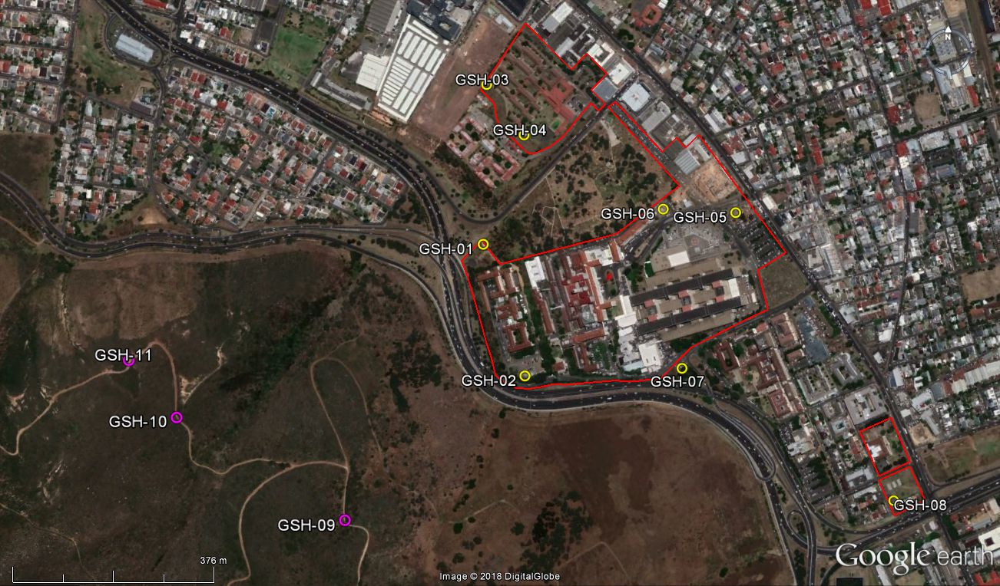 N
GSH-03
GSH-04
GSH-06
GSH-05
GSH-01
GSH-11
GSH-02
GSH-07
GSH-10
GSH-08
GSH-09
376 m
Google earth
Image © 2018 DigitalGlobe